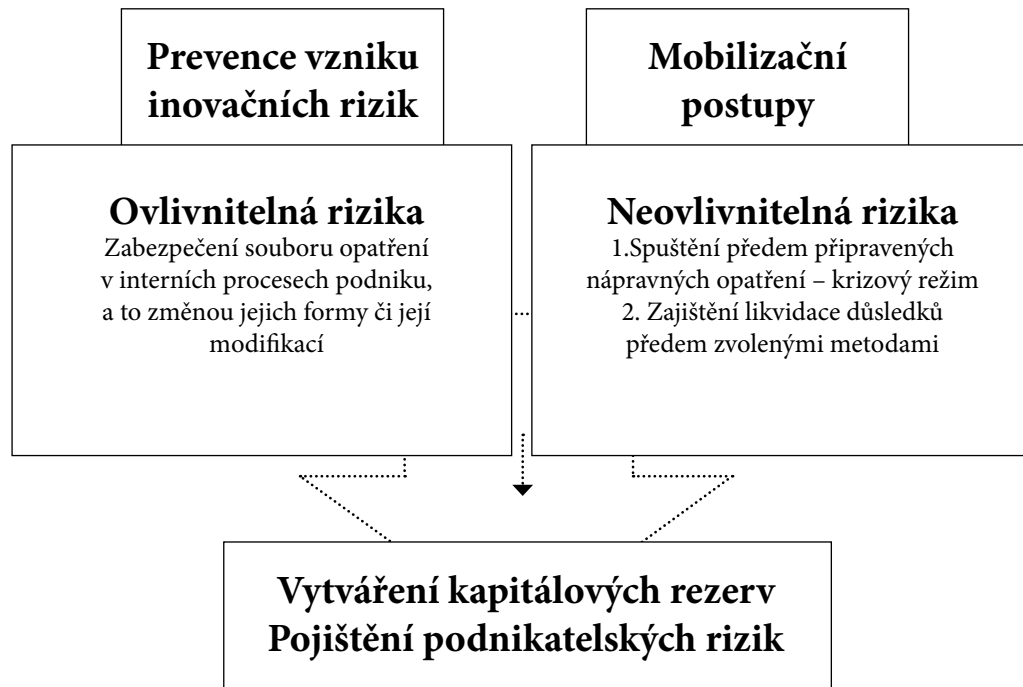 Prevence vzniku
inovačních rizik
Ovlivnitelná rizika
Zabezpečení souboru opatření
v interních procesech podniku,
a to změnou jejich formy či její
modifikací
Mobilizační
postupy
Neovlivnitelná rizika
1.Spuštění předem připravených
nápravných opatření – krizový režim
2. Zajištění likvidace důsledků
předem zvolenými metodami
Vytváření kapitálových rezerv
Pojištění podnikatelských rizik